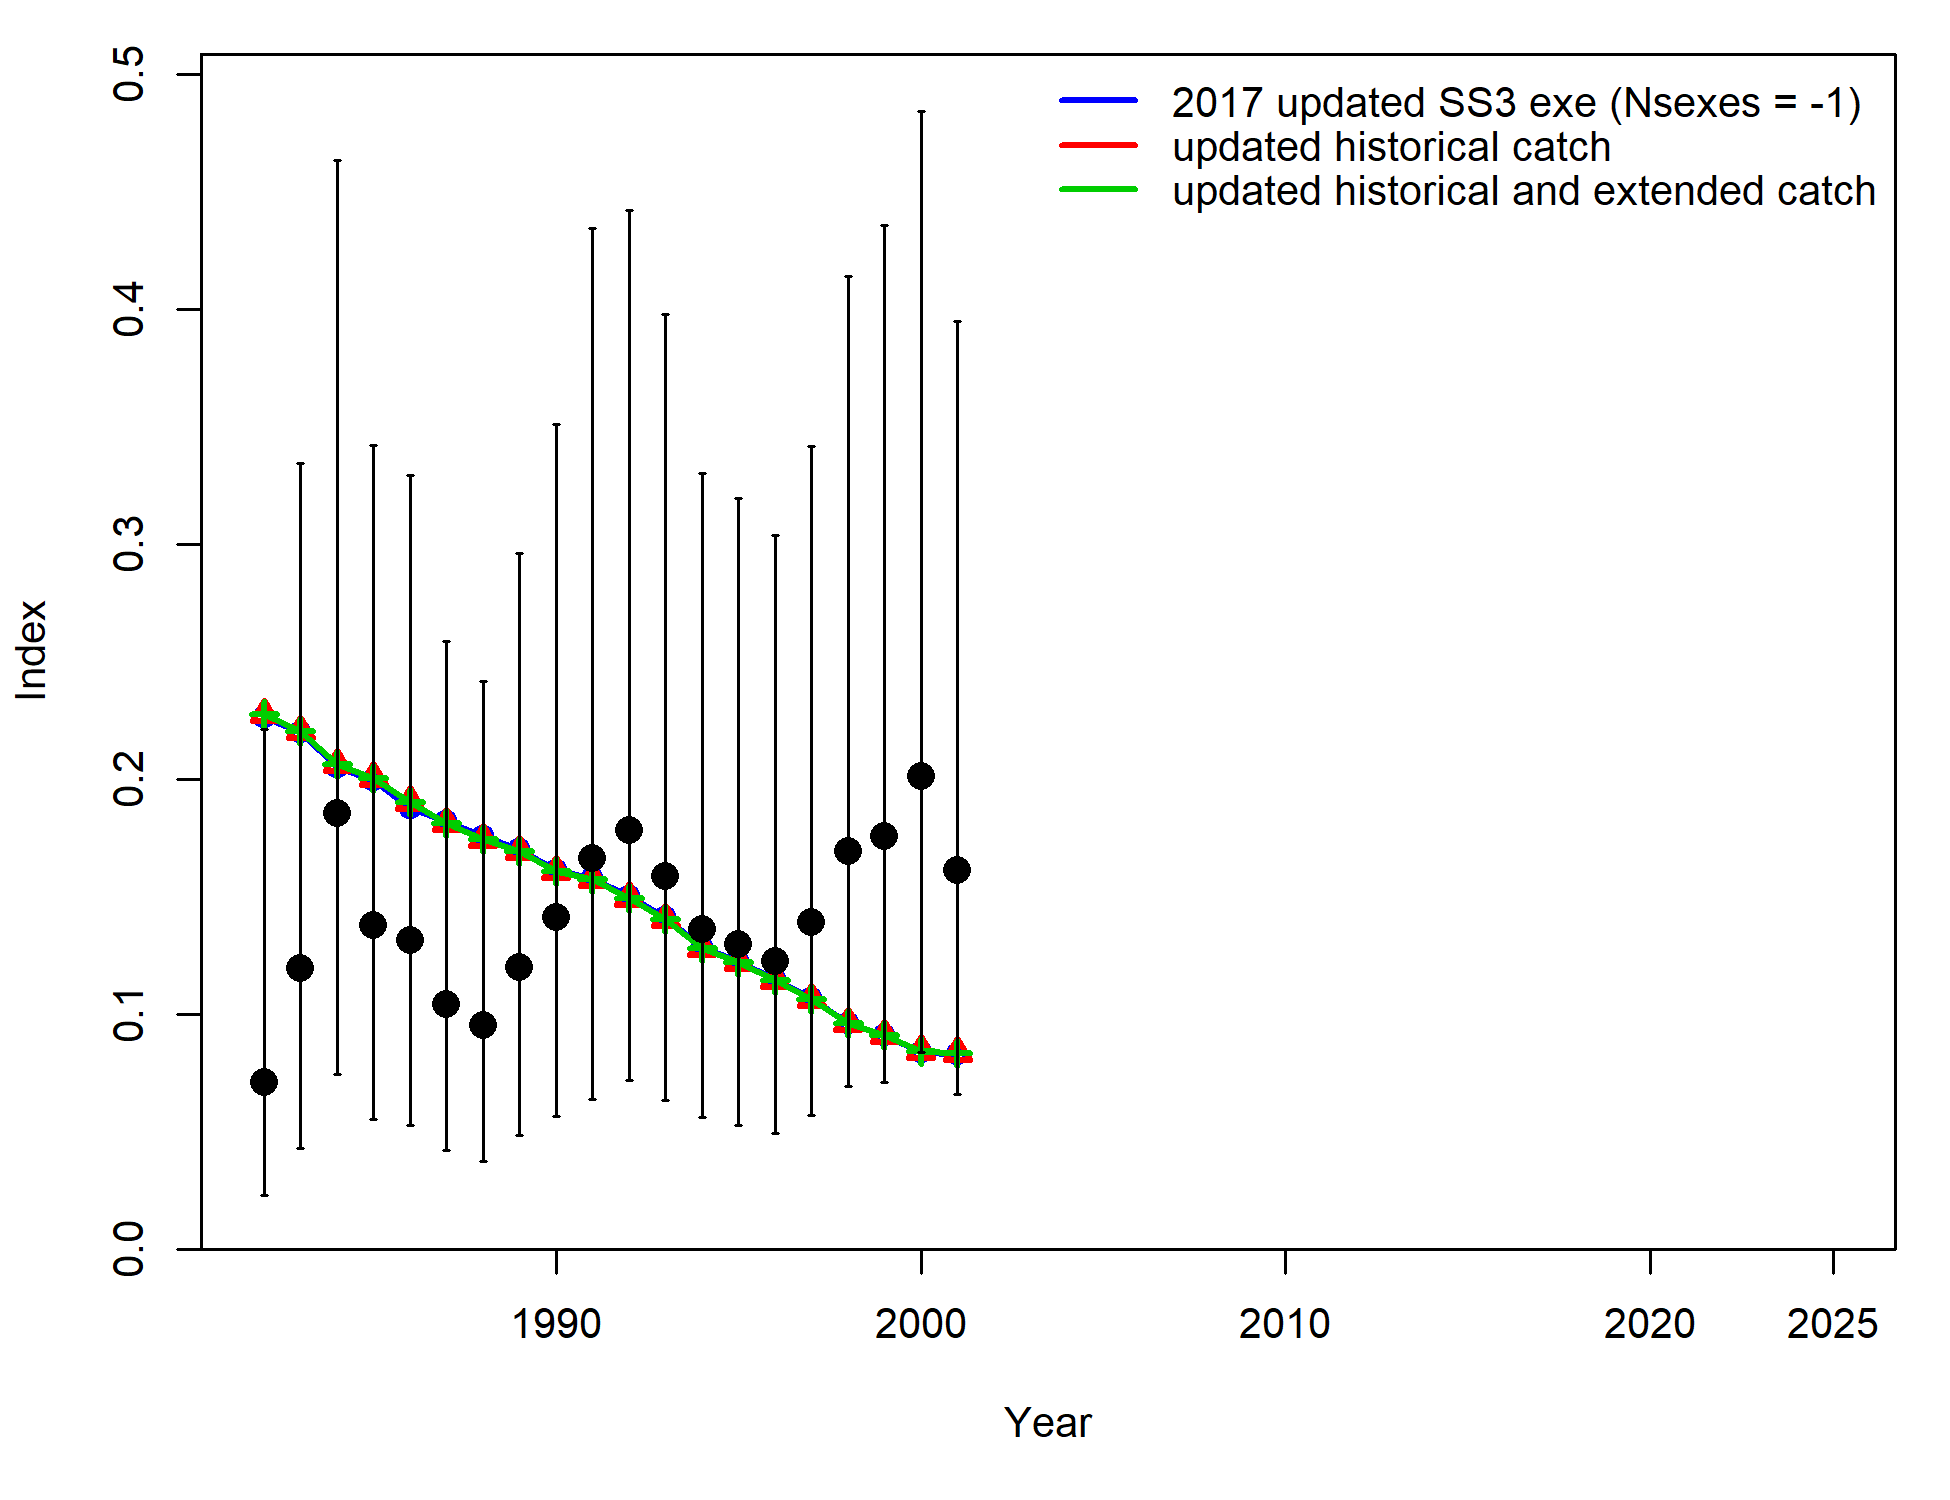 2017 updated SS3 exe (Nsexes = -1)
updated historical catch
updated historical and extended catch
0.5
0.4
0.3
0.2
0.1
0.0
Index
1990 2000 2010 2020 2025
Year